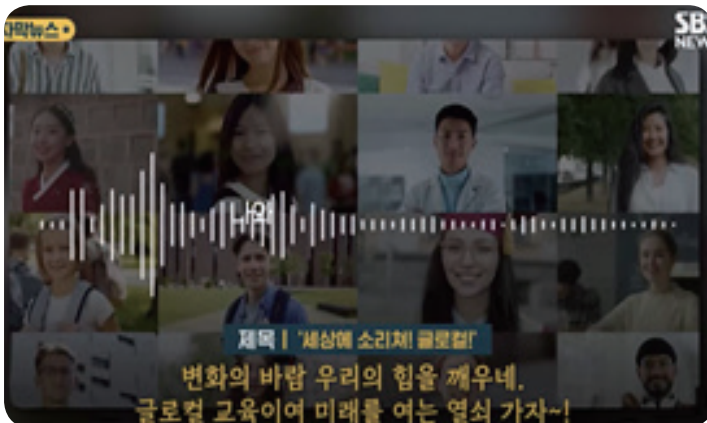 자막뉴스
SBS
NEWS
나와
제목 | '세상에 소리쳐! 글로컬!'
변화의 바람 우리의 힘을 깨우네.
글로컬 교육이여 미래를 여는 열쇠 가자~!